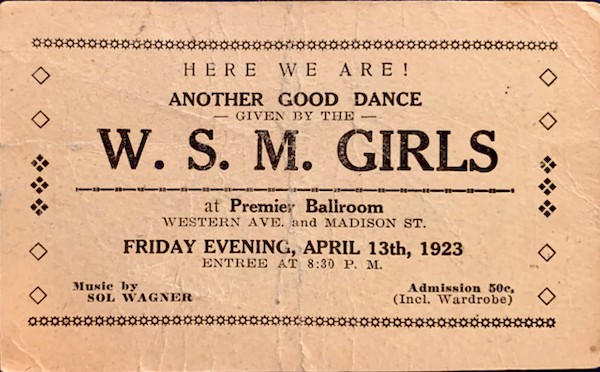 HERE WE ARE!
ANOTHER GOOD DANCE
— GIVEN BY THE —
W. S. M. GIRLS
at Premier Ballroom
WESTERN AVE. and MADISON ST.
FRIDAY EVENING, APRIL 13th, 1923
ENTREE AT 8:30 P. M.
Music by
SOL WAGNER
Admission 50c,
(Incl. Wardrobe)